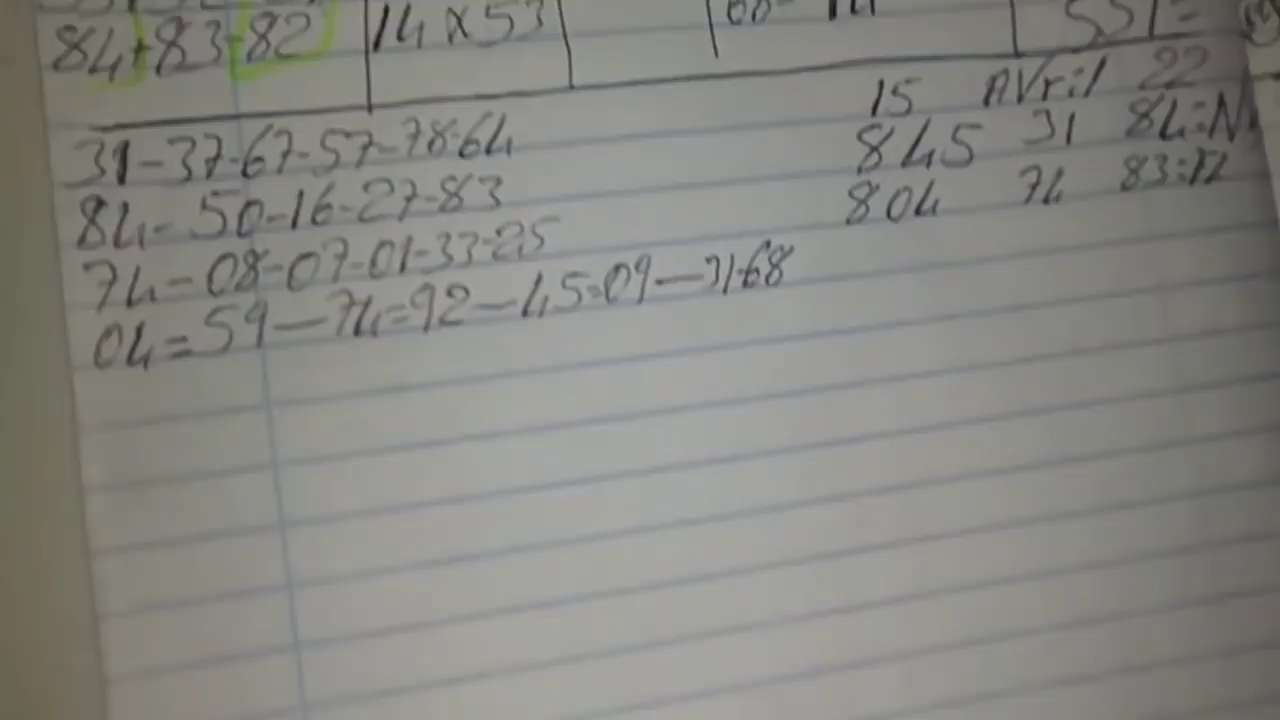 84+83+82 14x53 551=
15 AVril 22
31-37-67-57-78-64 845 31 84=N
84-50-16-27-83 804 74 83=N
74-08-07-01-33-25
04=59-74=92-45=09-31-68